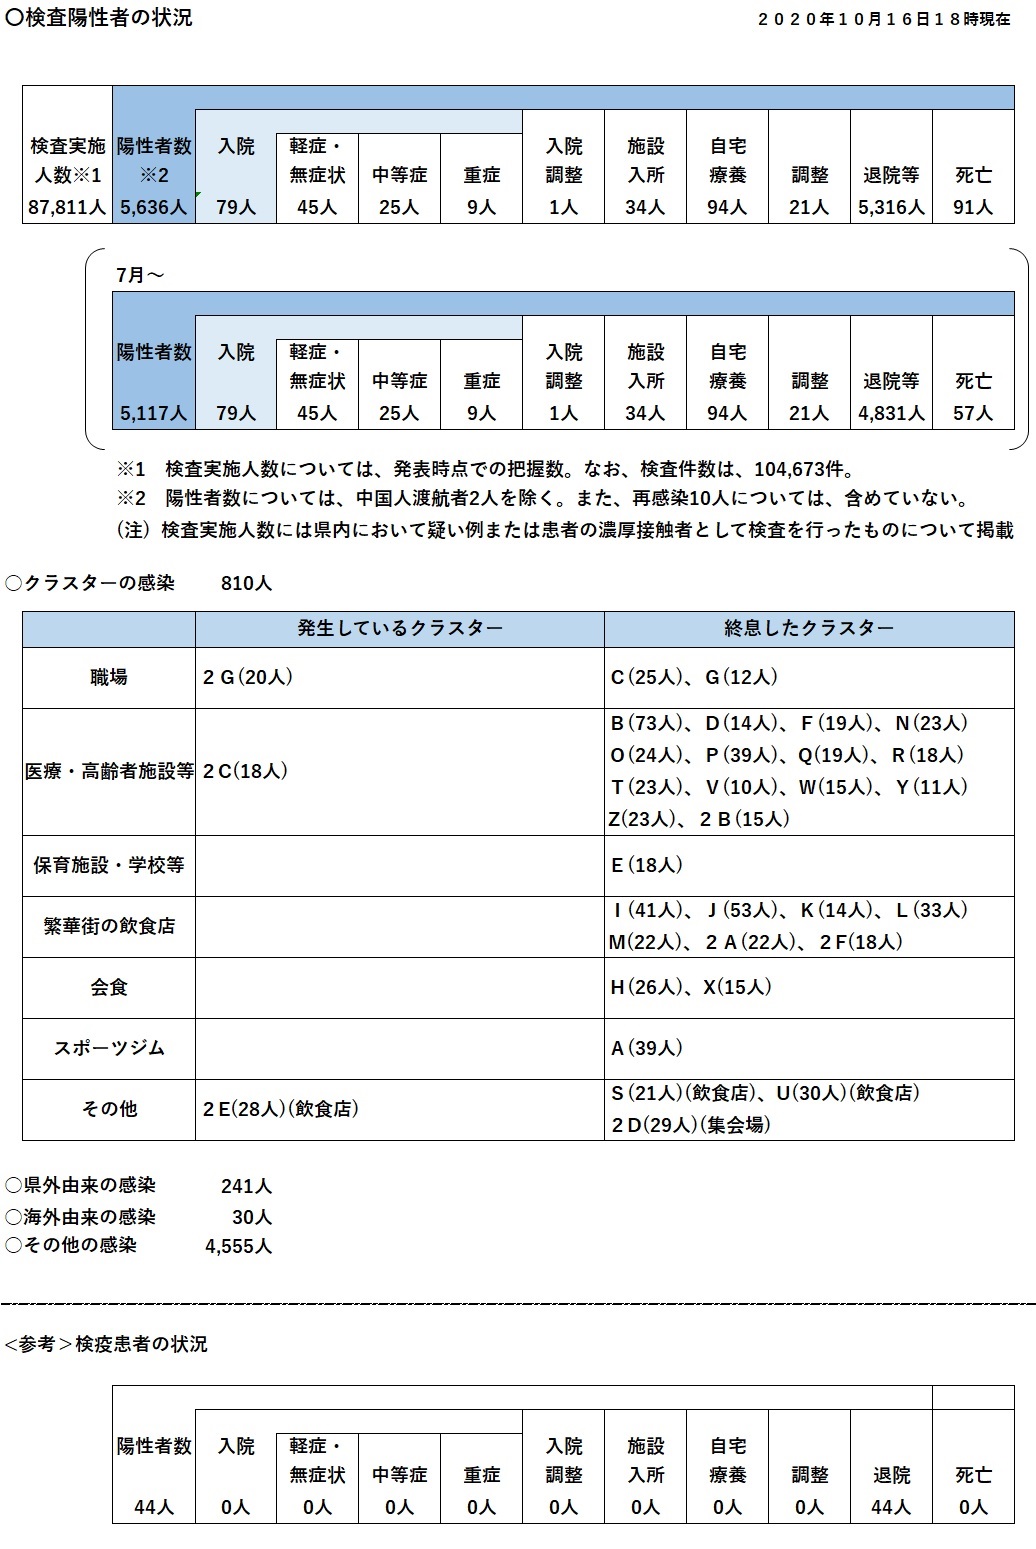 〇検査陽性者の状況
２０２０年１０月１６日１８時現在
検査実施人数※1
陽性者数※2
入院
軽症・無症状
中等症
重症
入院調整
施設入所
自宅療養
調整
退院等
死亡
87,811人 5,636人 79人 45人 25人 9人 1人 34人 94人 21人 5,316人 91人
7月～
陽性者数
入院
軽症・無症状
中等症
重症
入院調整
施設入所
自宅療養
調整
退院等
死亡
5,117人 79人 45人 25人 9人 1人 34人 94人 21人 4,831人 57人
※1　検査実施人数については、発表時点での把握数。なお、検査件数は、104,673件。
※2　陽性者数については、中国人渡航者2人を除く。また、再感染10人については、含めていない。
(注)　検査実施人数には県内において疑い例または患者の濃厚接触者として検査を行ったものについて掲載
○クラスターの感染　810人
発生しているクラスター 終息したクラスター
職場 ２Ｇ(20人) Ｃ(25人)、Ｇ(12人)
医療・高齢者施設等 ２C(18人)
Ｂ(73人)、Ｄ(14人)、Ｆ(19人)、Ｎ(23人)
Ｏ(24人)、Ｐ(39人)、Q(19人)、Ｒ(18人)
Ｔ(23人)、Ｖ(10人)、W(15人)、Ｙ(11人)
Z(23人)、２Ｂ(15人)
保育施設・学校等 Ｅ(18人)
繁華街の飲食店
Ｉ(41人)、Ｊ(53人)、Ｋ(14人)、Ｌ(33人)
M(22人)、２Ａ(22人)、２F(18人)
会食 Ｈ(26人)、X(15人)
スポーツジム Ａ(39人)
その他 ２E(28人)(飲食店)
Ｓ(21人)(飲食店)、U(30人)(飲食店)
２D(29人)(集会場)
○県外由来の感染　241人
○海外由来の感染　30人
○その他の感染　4,555人
<参考＞検疫患者の状況
陽性者数
入院
軽症・無症状
中等症
重症
入院調整
施設入所
自宅療養
調整
退院
死亡
44人 0人 0人 0人 0人 0人 0人 0人 0人 44人 0人